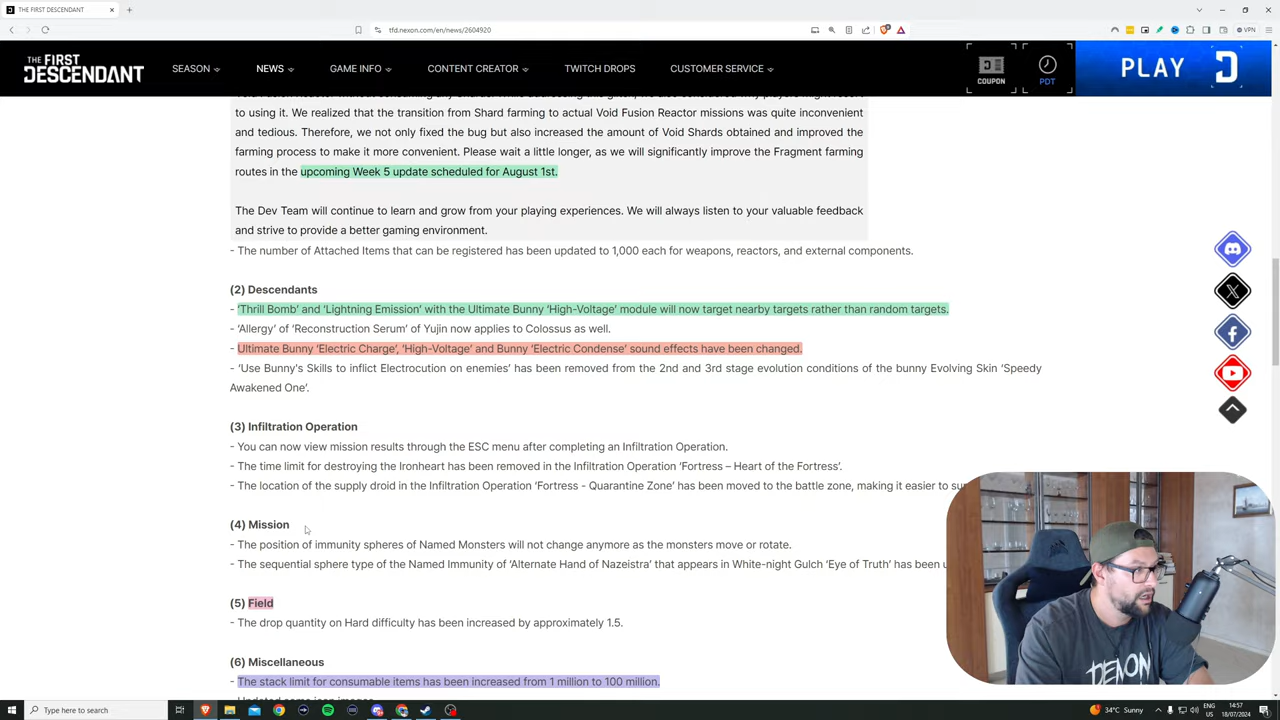 THE FIRST DESCENDANT
tfd.nexon.com/en/news/2604920
VPN
THE FIRST
DESCENDANT
SEASON
NEWS
GAME INFO
CONTENT CREATOR
TWITCH DROPS
CUSTOMER SERVICE
COUPON
PDT
PLAY
to using it. We realized that the transition from Shard farming to actual Void Fusion Reactor missions was quite inconvenient
and tedious. Therefore, we not only fixed the bug but also increased the amount of Void Shards obtained and improved the
farming process to make it more convenient. Please wait a little longer, as we will significantly improve the Fragment farming
routes in the upcoming Week 5 update scheduled for August 1st.
The Dev Team will continue to learn and grow from your playing experiences. We will always listen to your valuable feedback
and strive to provide a better gaming environment.
- The number of Attached Items that can be registered has been updated to 1,000 each for weapons, reactors, and external components.
(2) Descendants
- 'Thrill Bomb' and 'Lightning Emission' with the Ultimate Bunny 'High-Voltage' module will now target nearby targets rather than random targets.
- 'Allergy' of 'Reconstruction Serum' of Yujin now applies to Colossus as well.
- Ultimate Bunny 'Electric Charge', 'High-Voltage' and Bunny 'Electric Condense' sound effects have been changed.
- 'Use Bunny's Skills to inflict Electrocution on enemies' has been removed from the 2nd and 3rd stage evolution conditions of the bunny Evolving Skin 'Speedy
Awakened One'.
(3) Infiltration Operation
- You can now view mission results through the ESC menu after completing an Infiltration Operation.
- The time limit for destroying the Ironheart has been removed in the Infiltration Operation 'Fortress – Heart of the Fortress'.
- The location of the supply droid in the Infiltration Operation 'Fortress - Quarantine Zone' has been moved to the battle zone, making it easier to
(4) Mission
- The position of immunity spheres of Named Monsters will not change anymore as the monsters move or rotate.
- The sequential sphere type of the Named Immunity of 'Alternate Hand of Nazeistra' that appears in White-night Gulch 'Eye of Truth' has been
(5) Field
- The drop quantity on Hard difficulty has been increased by approximately 1.5.
(6) Miscellaneous
- The stack limit for consumable items has been increased from 1 million to 100 million.
DENON
Type here to search
34°C Sunny
ENG
US
14:57
18/07/2024